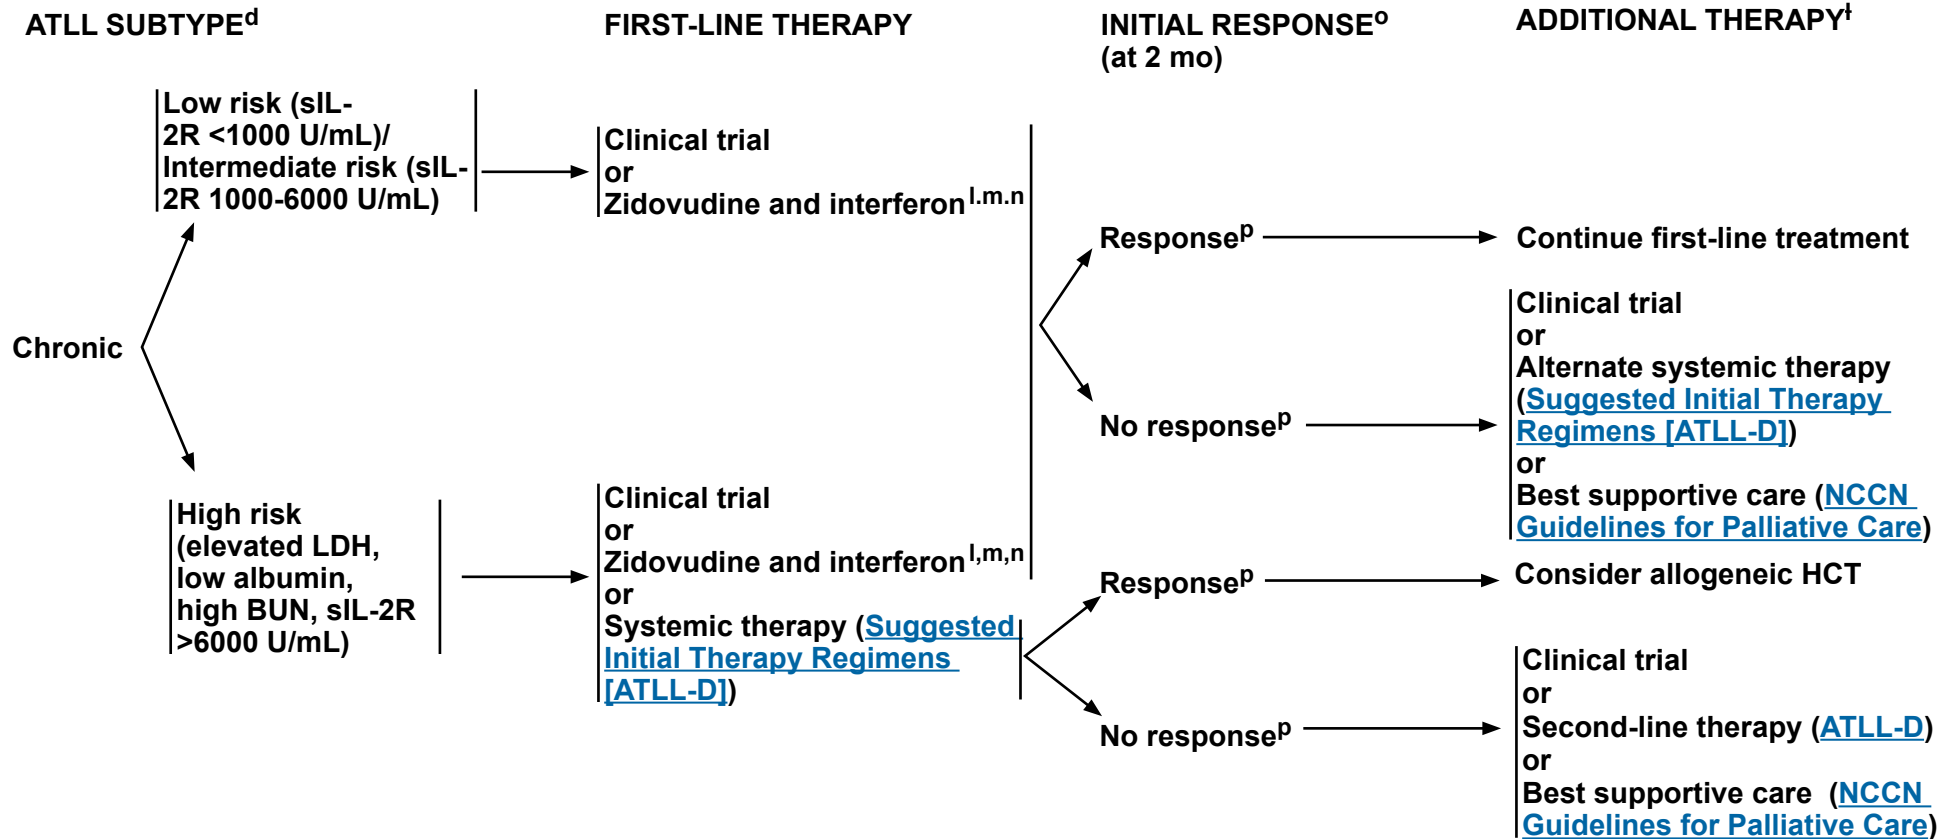 ATLL SUBTYPEᵈ
FIRST-LINE THERAPY
INITIAL RESPONSEᵒ
(at 2 mo)
ADDITIONAL THERAPYƗ
Chronic
Low risk (sIL-
2R <1000 U/mL)/
Intermediate risk (sIL-
2R 1000-6000 U/mL)
Clinical trial
or
Zidovudine and interferon l.m.n
High risk
(elevated LDH,
low albumin,
high BUN, sIL-2R
>6000 U/mL)
Clinical trial
or
Zidovudine and interferon l,m,n
or
Systemic therapy (Suggested
Initial Therapy Regimens
[ATLL-D])
Responseᵖ
Continue first-line treatment
No responseᵖ
Clinical trial
or
Alternate systemic therapy
(Suggested Initial Therapy
Regimens [ATLL-D])
or
Best supportive care (NCCN
Guidelines for Palliative Care)
Responseᵖ
Consider allogeneic HCT
No responseᵖ
Clinical trial
or
Second-line therapy (ATLL-D)
or
Best supportive care (NCCN
Guidelines for Palliative Care)